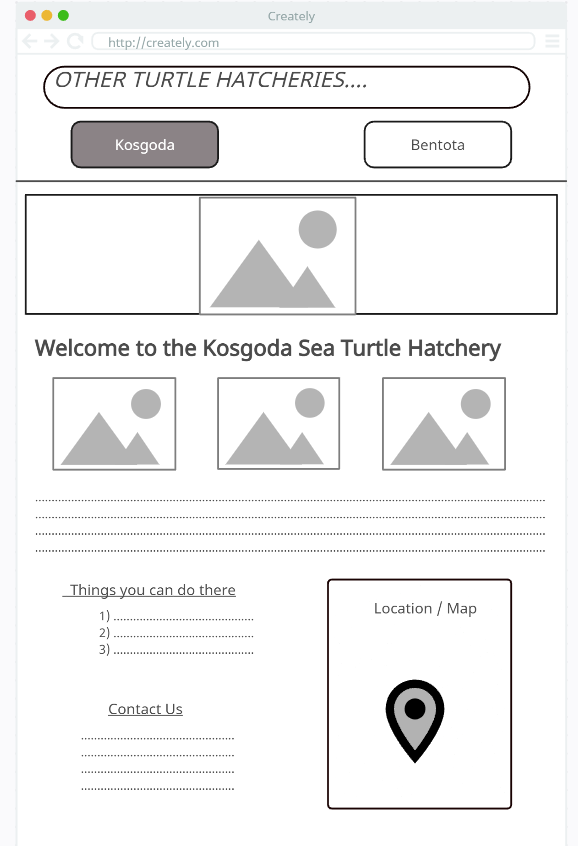 Creately
http://creately.com
OTHER TURTLE HATCHERIES....
Kosgoda
Bentota
Welcome to the Kosgoda Sea Turtle Hatchery
Things you can do there
1)
2)
3)
Location / Map
Contact Us